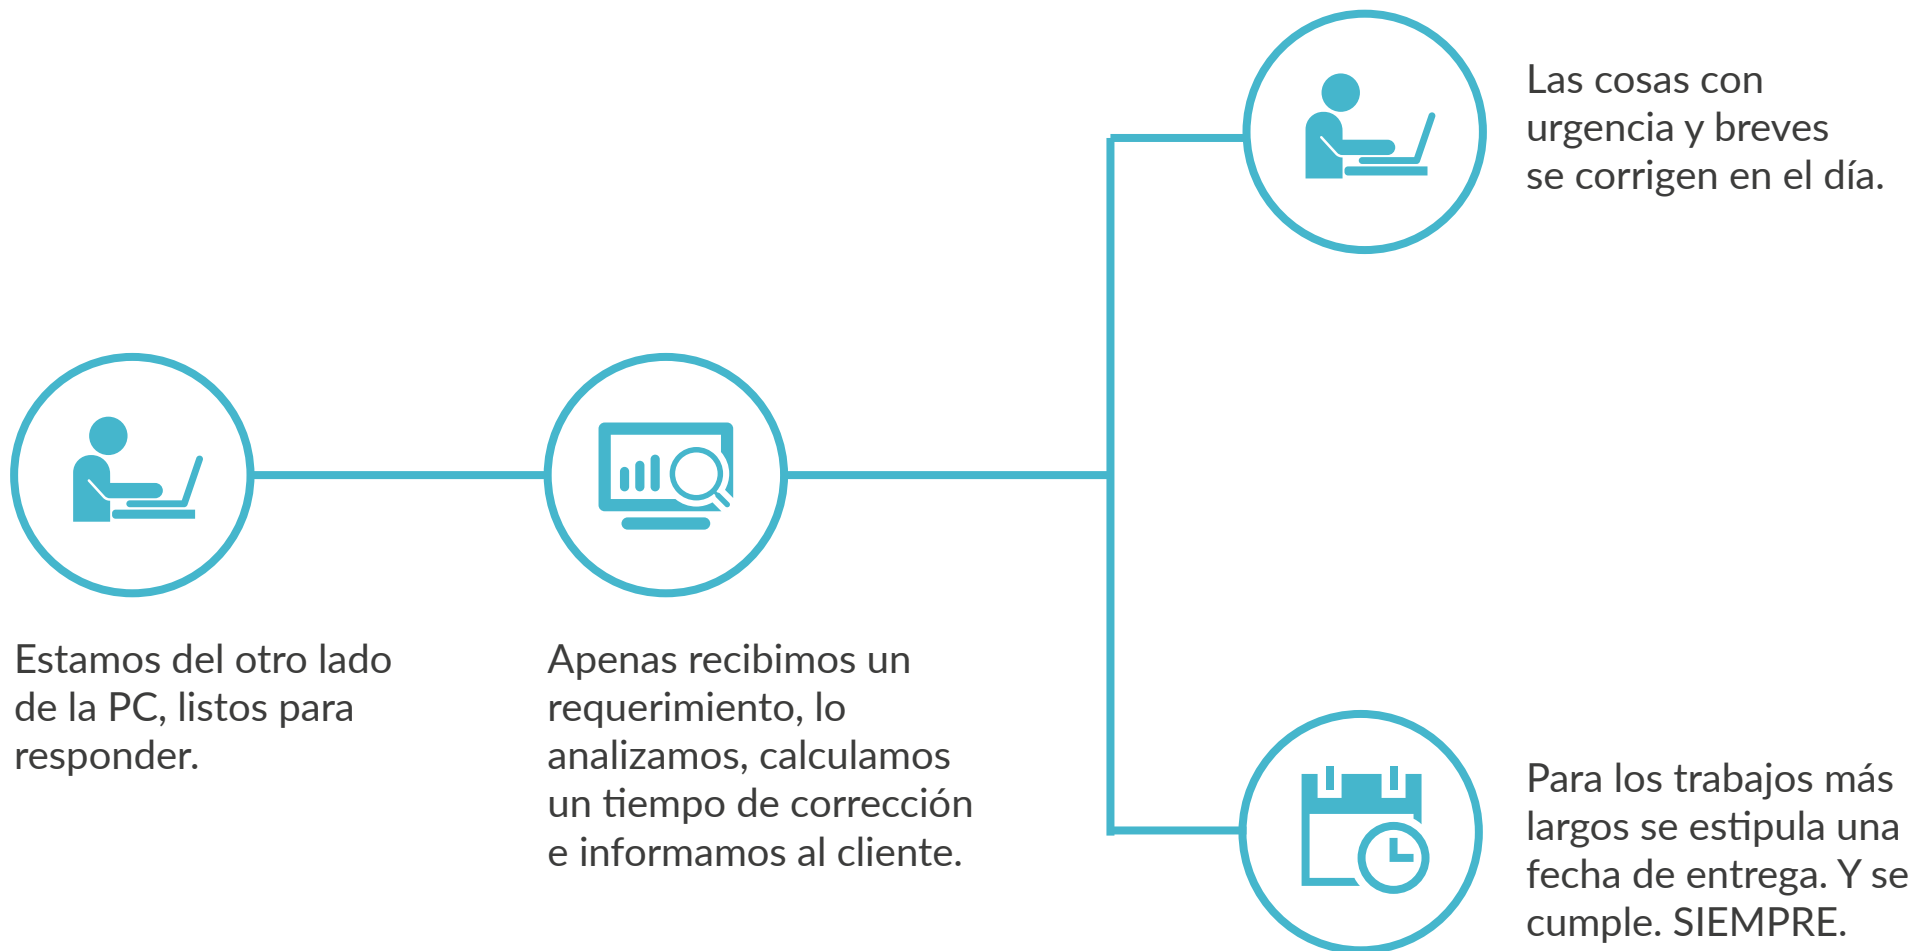 Las cosas con
urgencia y breves
se corrigen en el día.
Estamos del otro lado
de la PC, listos para
responder.
Apenas recibimos un
requerimiento, lo
analizamos, calculamos
un tiempo de corrección
e informamos al cliente.
Para los trabajos más
largos se estipula una
fecha de entrega. Y se
cumple. SIEMPRE.